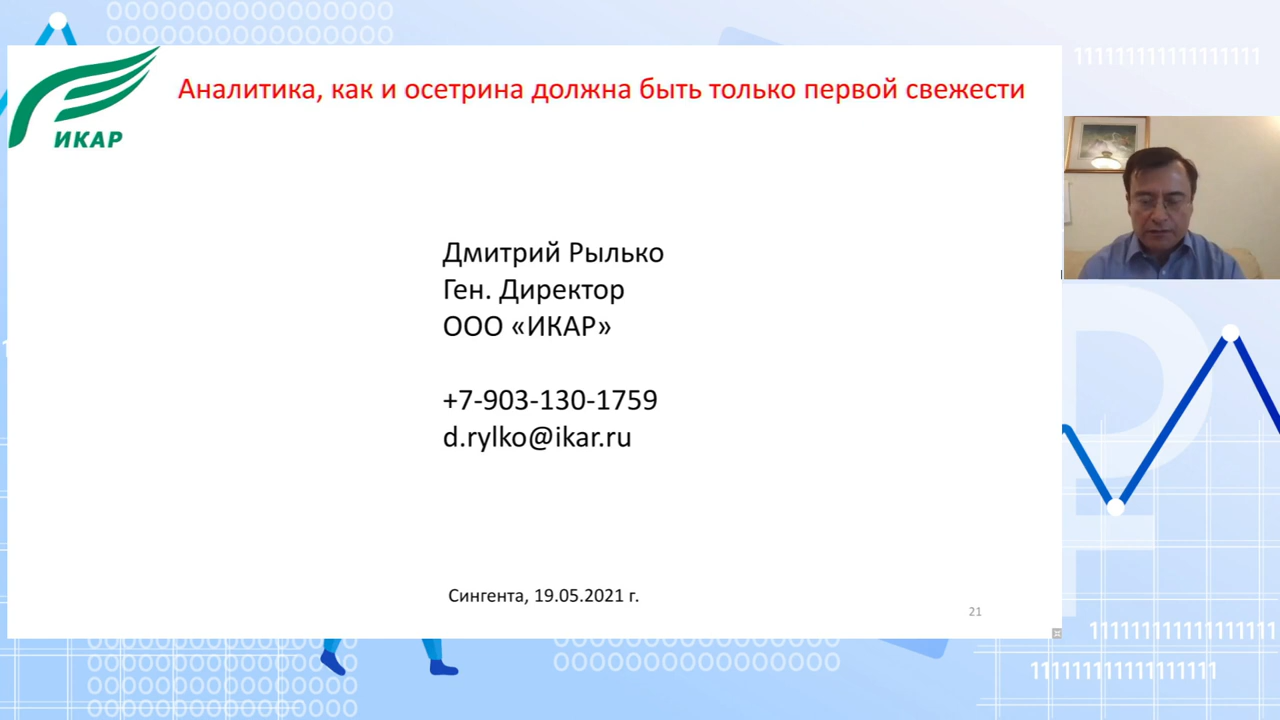 Аналитика, как и осетрина должна быть только первой свежести
ИКАР
Дмитрий Рылько
Ген. Директор
ООО «ИКАР»
+7-903-130-1759
d.rylko@ikar.ru
Сингента, 19.05.2021 г.
21